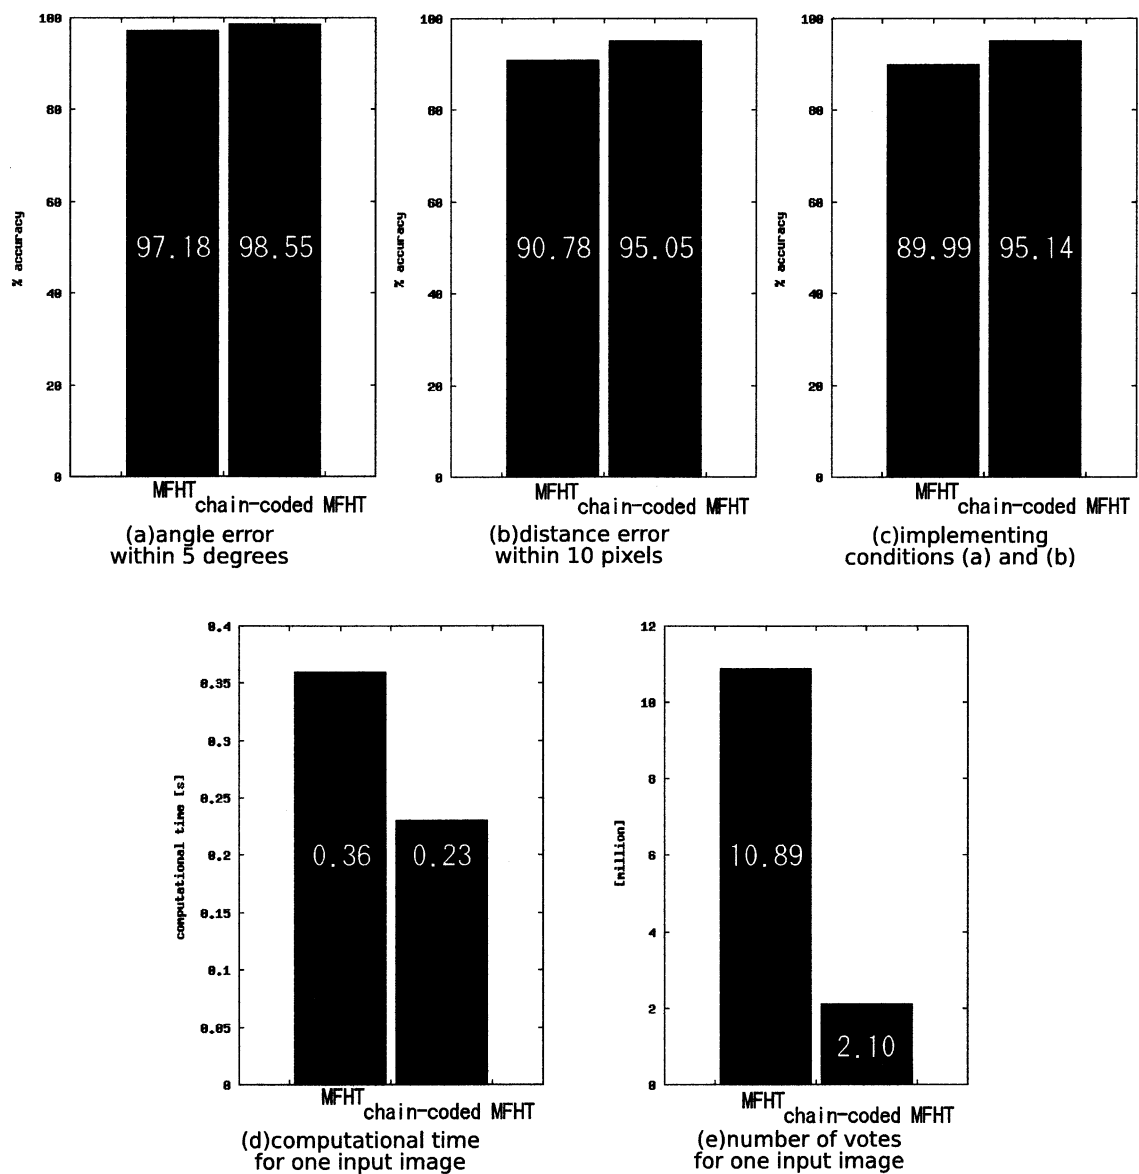 100
80
60
40
20
0
% accuracy
97.18 98.55
MFHT
chain-coded MFHT
(a)angle error
within 5 degrees
100
80
60
40
20
0
% accuracy
90.78 95.05
MFHT
chain-coded MFHT
(b)distance error
within 10 pixels
100
80
60
40
20
0
% accuracy
89.99 95.14
MFHT
chain-coded MFHT
(c)implementing
conditions (a) and (b)
0.4
0.35
0.3
0.25
0.2
0.15
0.1
0.05
0
computational time [s]
0.36 0.23
MFHT
chain-coded MFHT
(d)computational time
for one input image
12
10
8
6
4
2
0
[million]
10.89
2.10
MFHT
chain-coded MFHT
(e)number of votes
for one input image